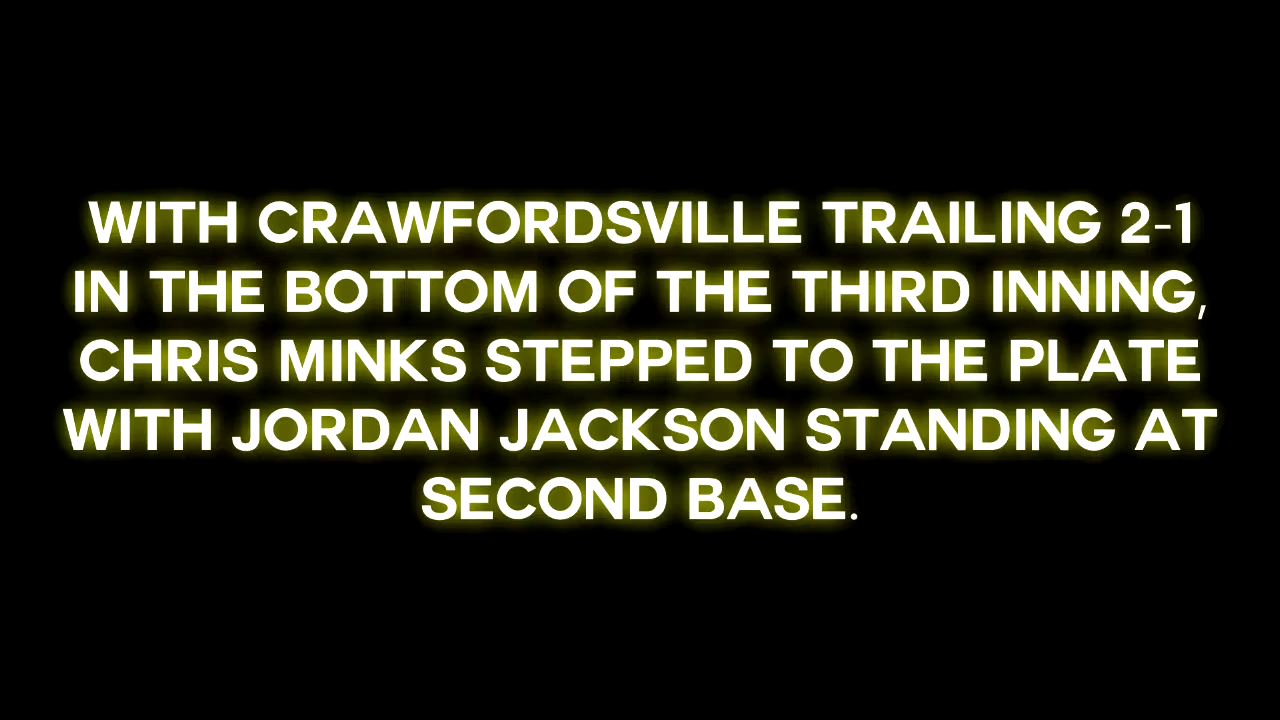 WITH CRAWFORDSVILLE TRAILING 2-1
IN THE BOTTOM OF THE THIRD INNING,
CHRIS MINKS STEPPED TO THE PLATE
WITH JORDAN JACKSON STANDING AT
SECOND BASE.